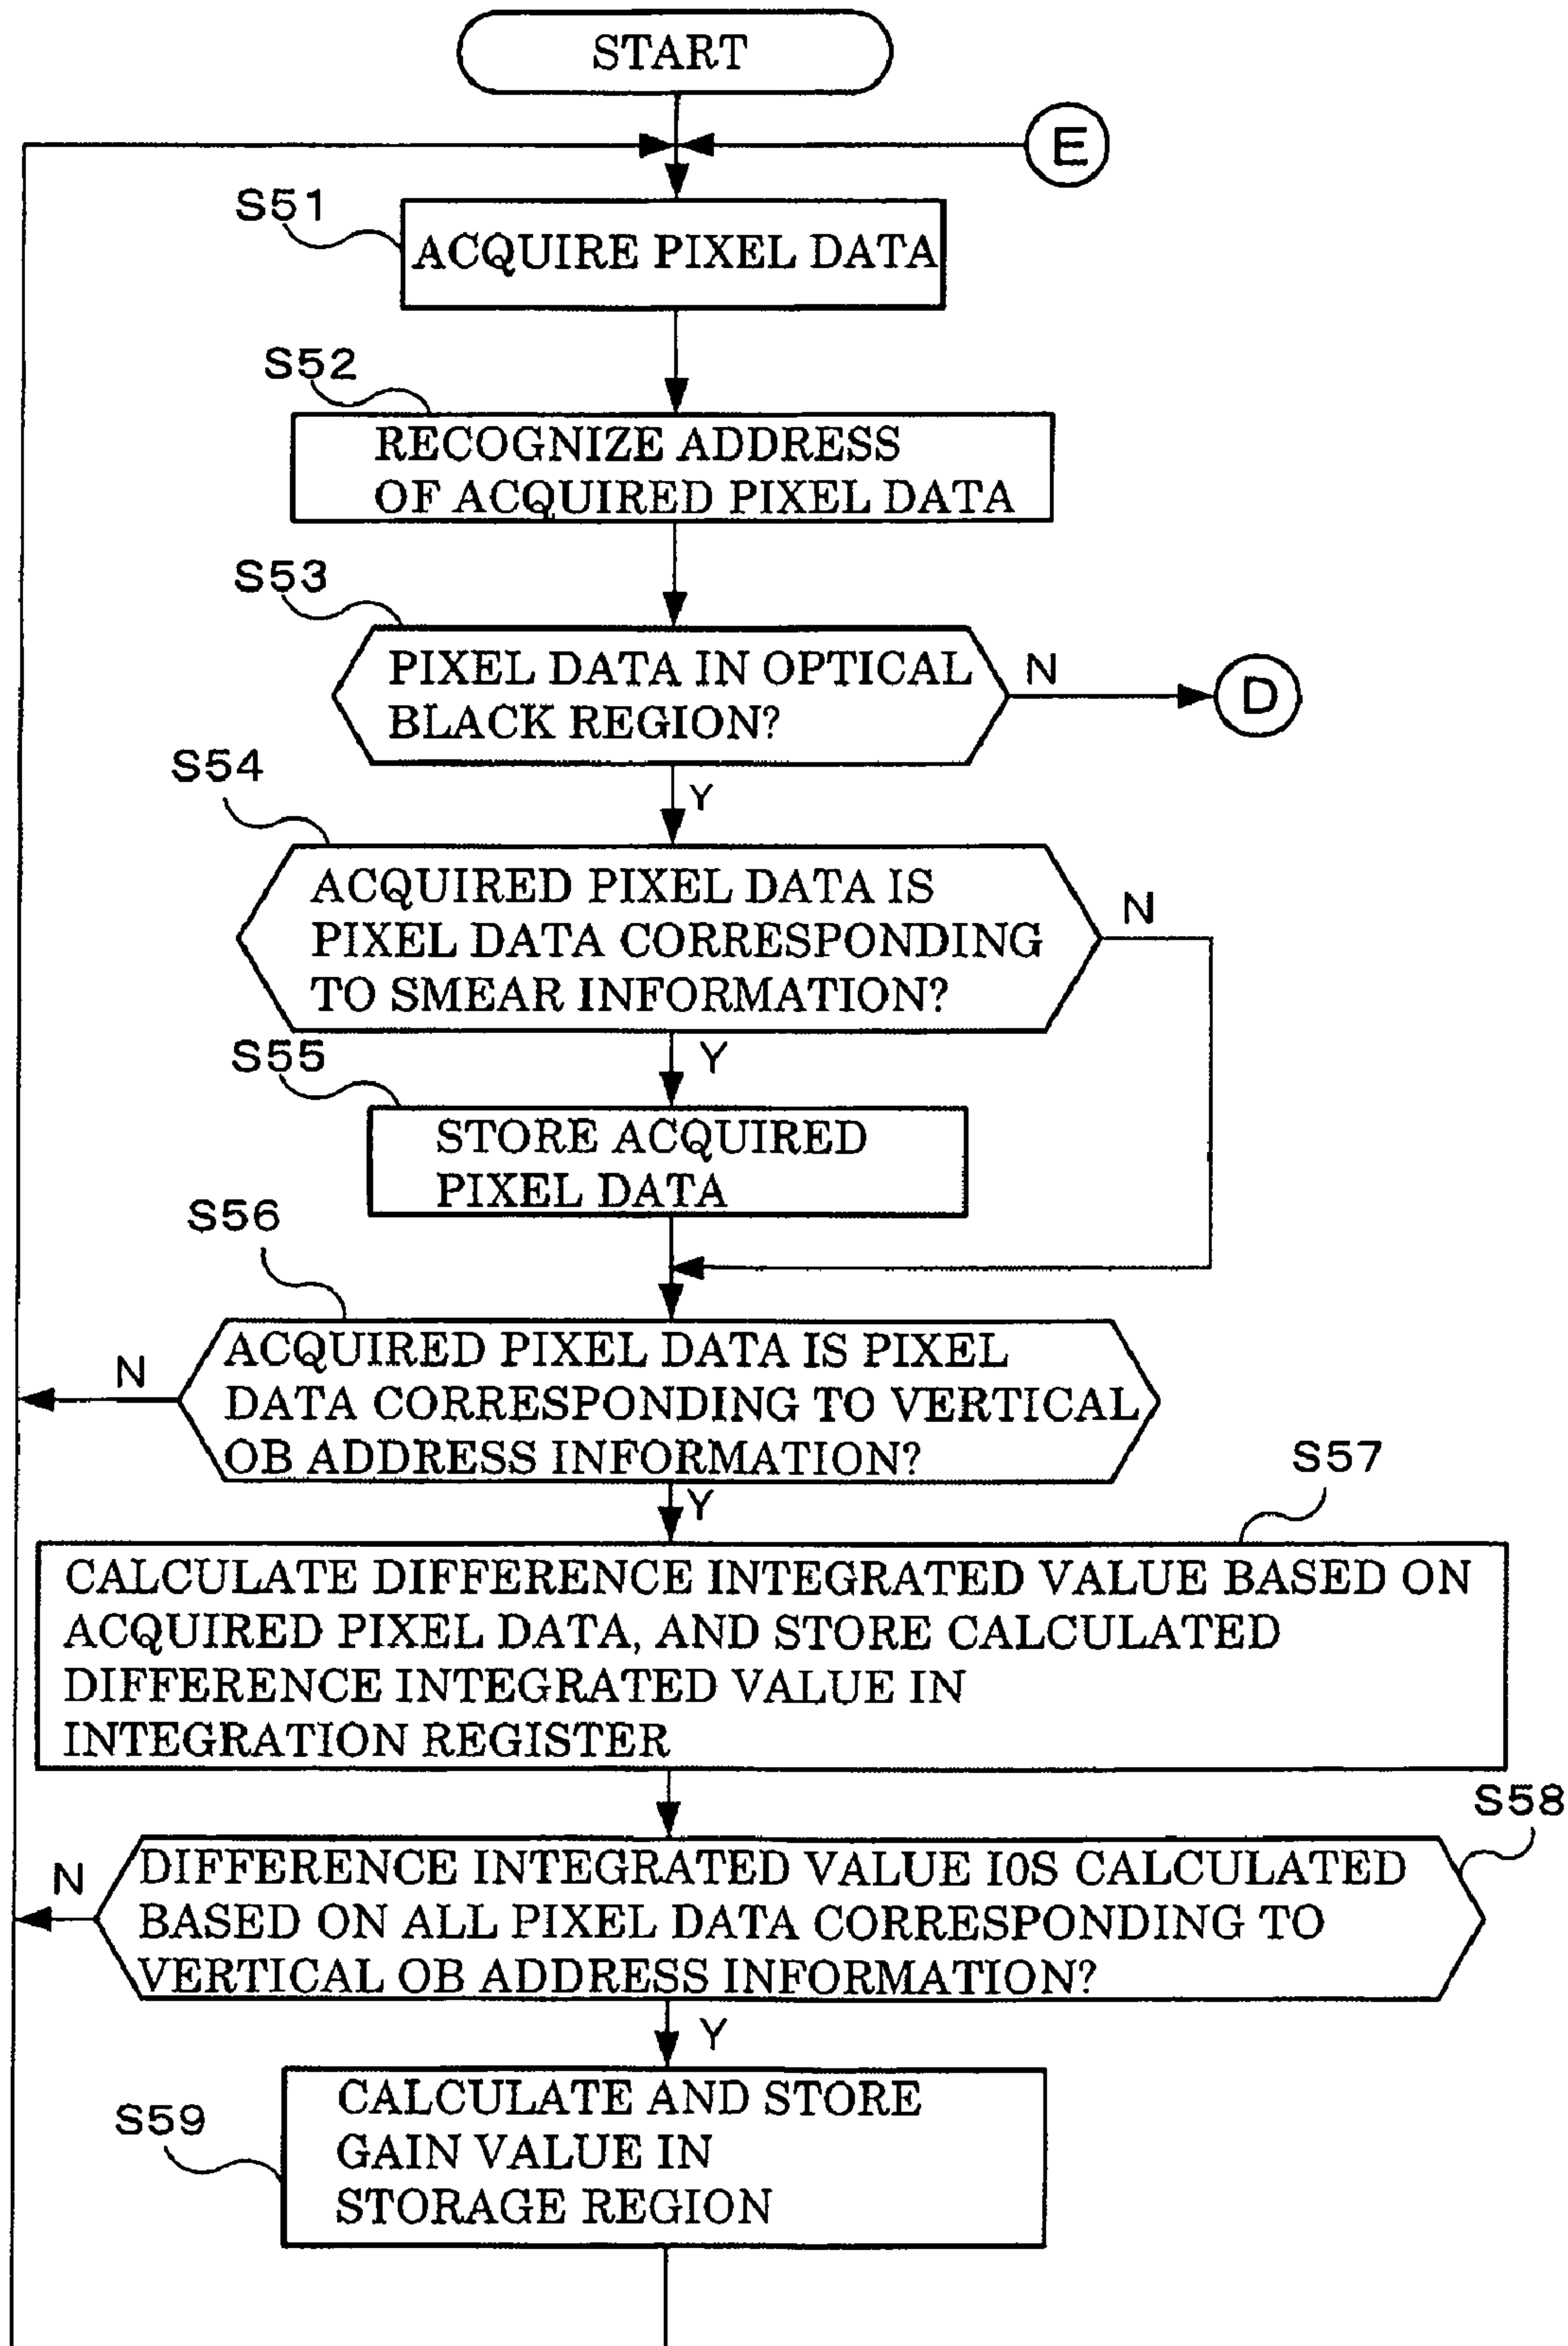 START
E
S51
ACQUIRE PIXEL DATA
S52
RECOGNIZE ADDRESS
OF ACQUIRED PIXEL DATA
S53
PIXEL DATA IN OPTICAL
BLACK REGION?
N
D
Y
S54
ACQUIRED PIXEL DATA IS
PIXEL DATA CORRESPONDING
TO SMEAR INFORMATION?
N
Y
S55
STORE ACQUIRED
PIXEL DATA
S56
ACQUIRED PIXEL DATA IS PIXEL
DATA CORRESPONDING TO VERTICAL
OB ADDRESS INFORMATION?
N
Y
S57
CALCULATE DIFFERENCE INTEGRATED VALUE BASED ON
ACQUIRED PIXEL DATA, AND STORE CALCULATED
DIFFERENCE INTEGRATED VALUE IN
INTEGRATION REGISTER
S58
DIFFERENCE INTEGRATED VALUE I0S CALCULATED
BASED ON ALL PIXEL DATA CORRESPONDING TO
VERTICAL OB ADDRESS INFORMATION?
N
Y
S59
CALCULATE AND STORE
GAIN VALUE IN
STORAGE REGION